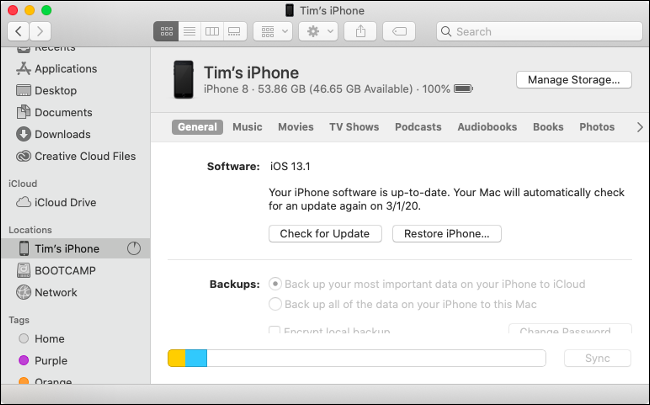 Tim's iPhone
Search
Recents
Applications
Desktop
Documents
Downloads
Creative Cloud Files
iCloud
iCloud Drive
Locations
Tim's iPhone
BOOTCAMP
Network
Tags
Home
Purple
Orange
Tim's iPhone
iPhone 8 · 53.86 GB (46.65 GB Available) · 100%
Manage Storage...
General Music Movies TV Shows Podcasts Audiobooks Books Photos
Software: iOS 13.1
Your iPhone software is up-to-date. Your Mac will automatically check
for an update again on 3/1/20.
Check for Update Restore iPhone...
Backups: Back up your most important data on your iPhone to iCloud
Back up all of the data on your iPhone to this Mac
Encrypt local backup Change Password...
Sync